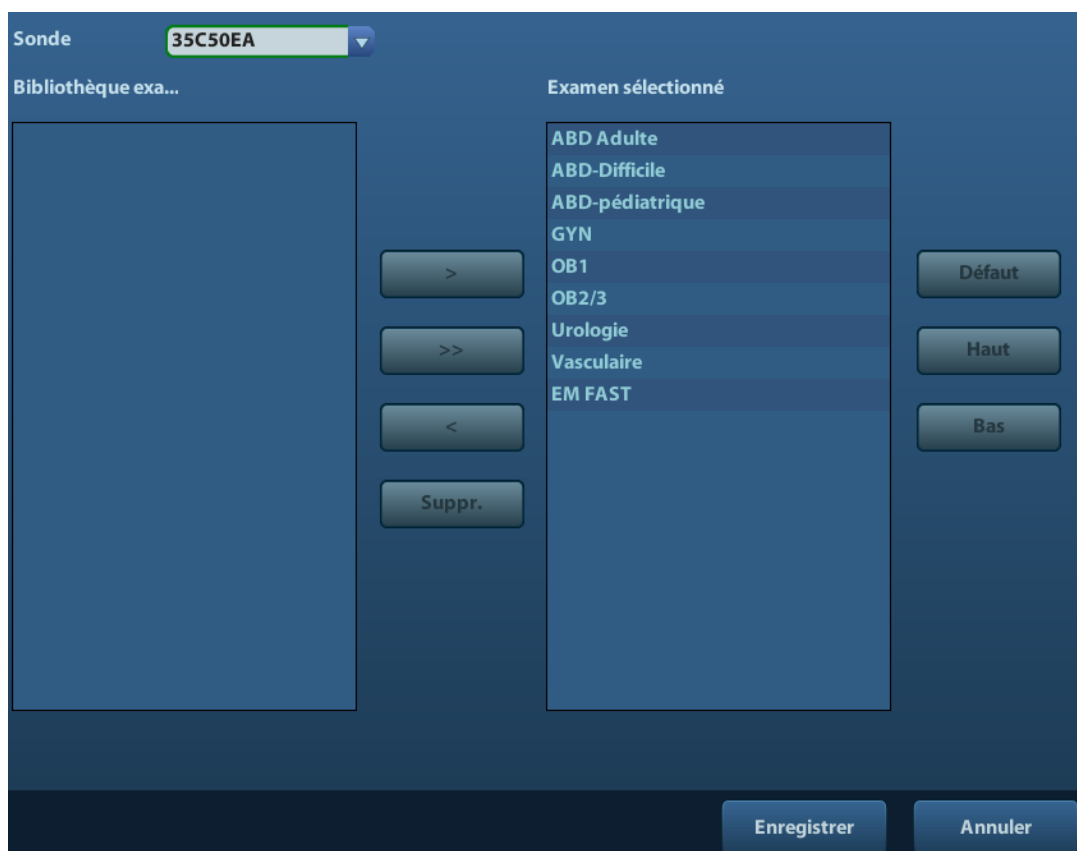 Sonde 35C50EA
Bibliothèque exa... Examen sélectionné
ABD Adulte
ABD-Difficile
ABD-pédiatrique
GYN
OB1
OB2/3
Urologie
Vasculaire
EM FAST
>
>>
<
Suppr.
Défaut
Haut
Bas
Enregistrer Annuler